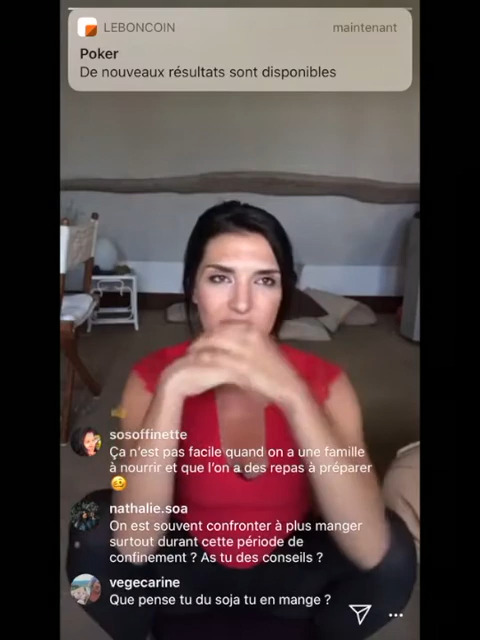 LEBONCOIN
maintenant
Poker
De nouveaux résultats sont disponibles
sosoffinette
Ça n'est pas facile quand on a une famille
à nourrir et que l'on a des repas à préparer
nathalie.soa
On est souvent confronter à plus manger
surtout durant cette période de
confinement ? As tu des conseils ?
vegecarine
Que pense tu du soja tu en mange ?